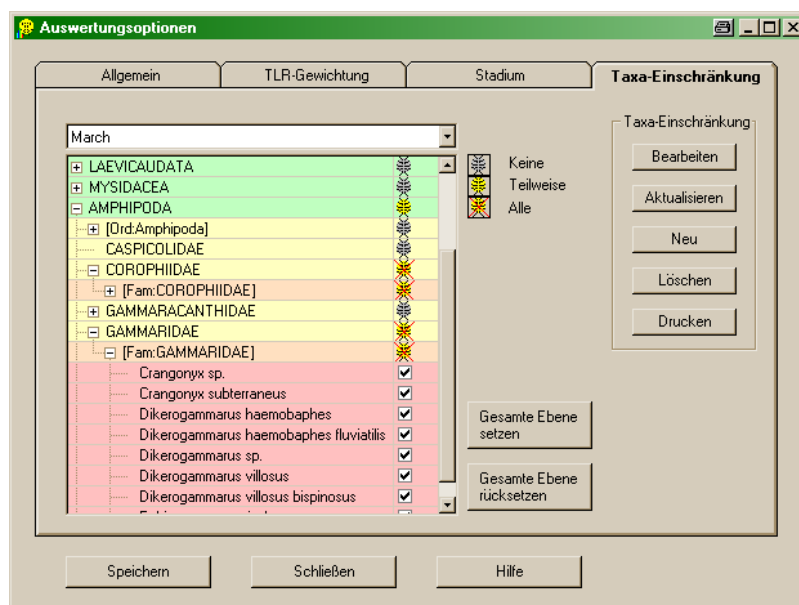 Auswertungsoptionen
Allgemein
TLR-Gewichtung
Stadium
Taxa-Einschränkung
March
LAEVICAUDATA
MYSIDACEA
AMPHIPODA
[Ord:Amphipoda]
CASPICOLIDAE
COROPHIIDAE
[Fam:COROPHIIDAE]
GAMMARACANTHIDAE
GAMMARIDAE
[Fam:GAMMARIDAE]
Crangonyx sp.
Crangonyx subterraneus
Dikerogammarus haemobaphes
Dikerogammarus haemobaphes fluviatilis
Dikerogammarus sp.
Dikerogammarus villosus
Dikerogammarus villosus bispinosus
Keine
Teilweise
Alle
Taxa-Einschränkung
Bearbeiten
Aktualisieren
Neu
Löschen
Drucken
Gesamte Ebene
setzen
Gesamte Ebene
rücksetzen
Speichern
Schließen
Hilfe